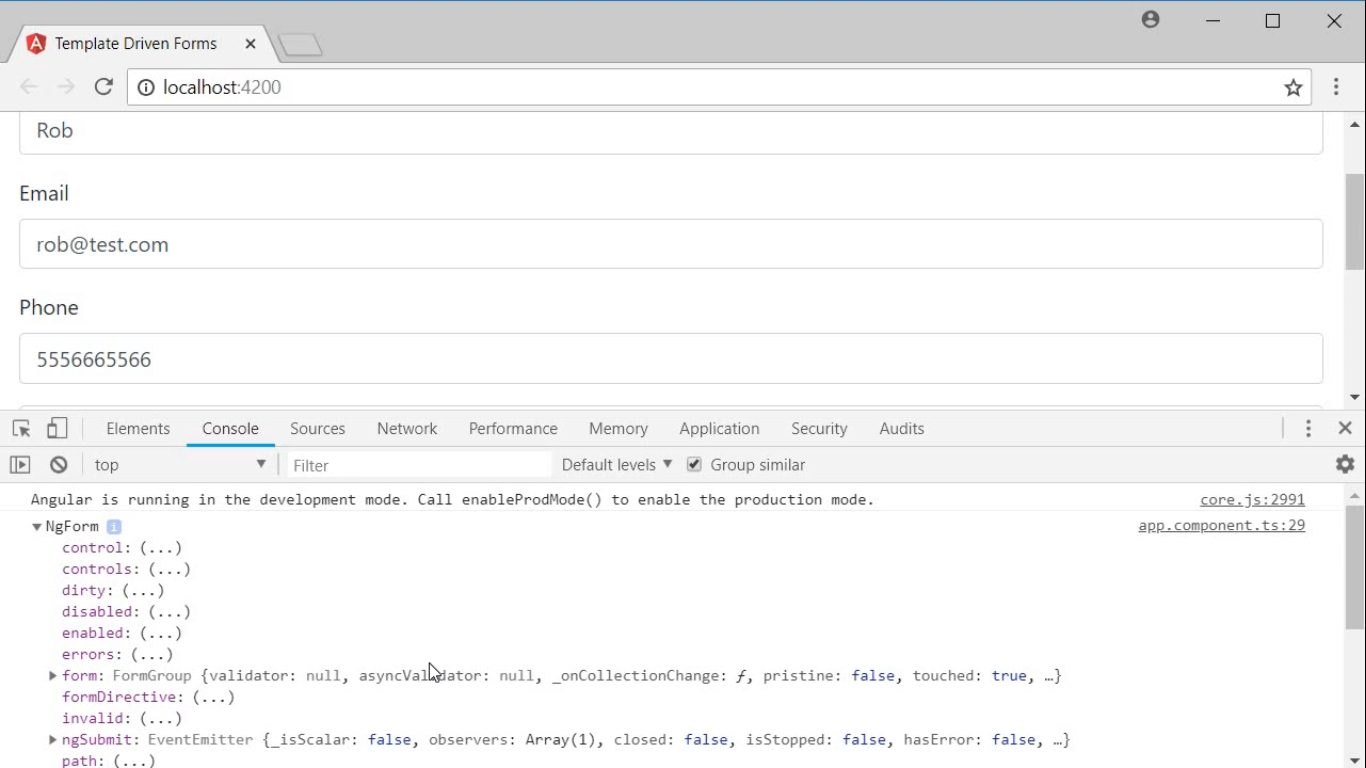 Template Driven Forms
localhost:4200
Rob
Email
rob@test.com
Phone
5556665566
Elements Console Sources Network Performance Memory Application Security Audits
top Filter Default levels Group similar
Angular is running in the development mode. Call enableProdMode() to enable the production mode. core.js:2991
NgForm i app.component.ts:29
control: (...)
controls: (...)
dirty: (...)
disabled: (...)
enabled: (...)
errors: (...)
form: FormGroup {validator: null, asyncValidator: null, _onCollectionChange: ƒ, pristine: false, touched: true, …}
formDirective: (...)
invalid: (...)
ngSubmit: EventEmitter {_isScalar: false, observers: Array(1), closed: false, isStopped: false, hasError: false, …}
path: (...)